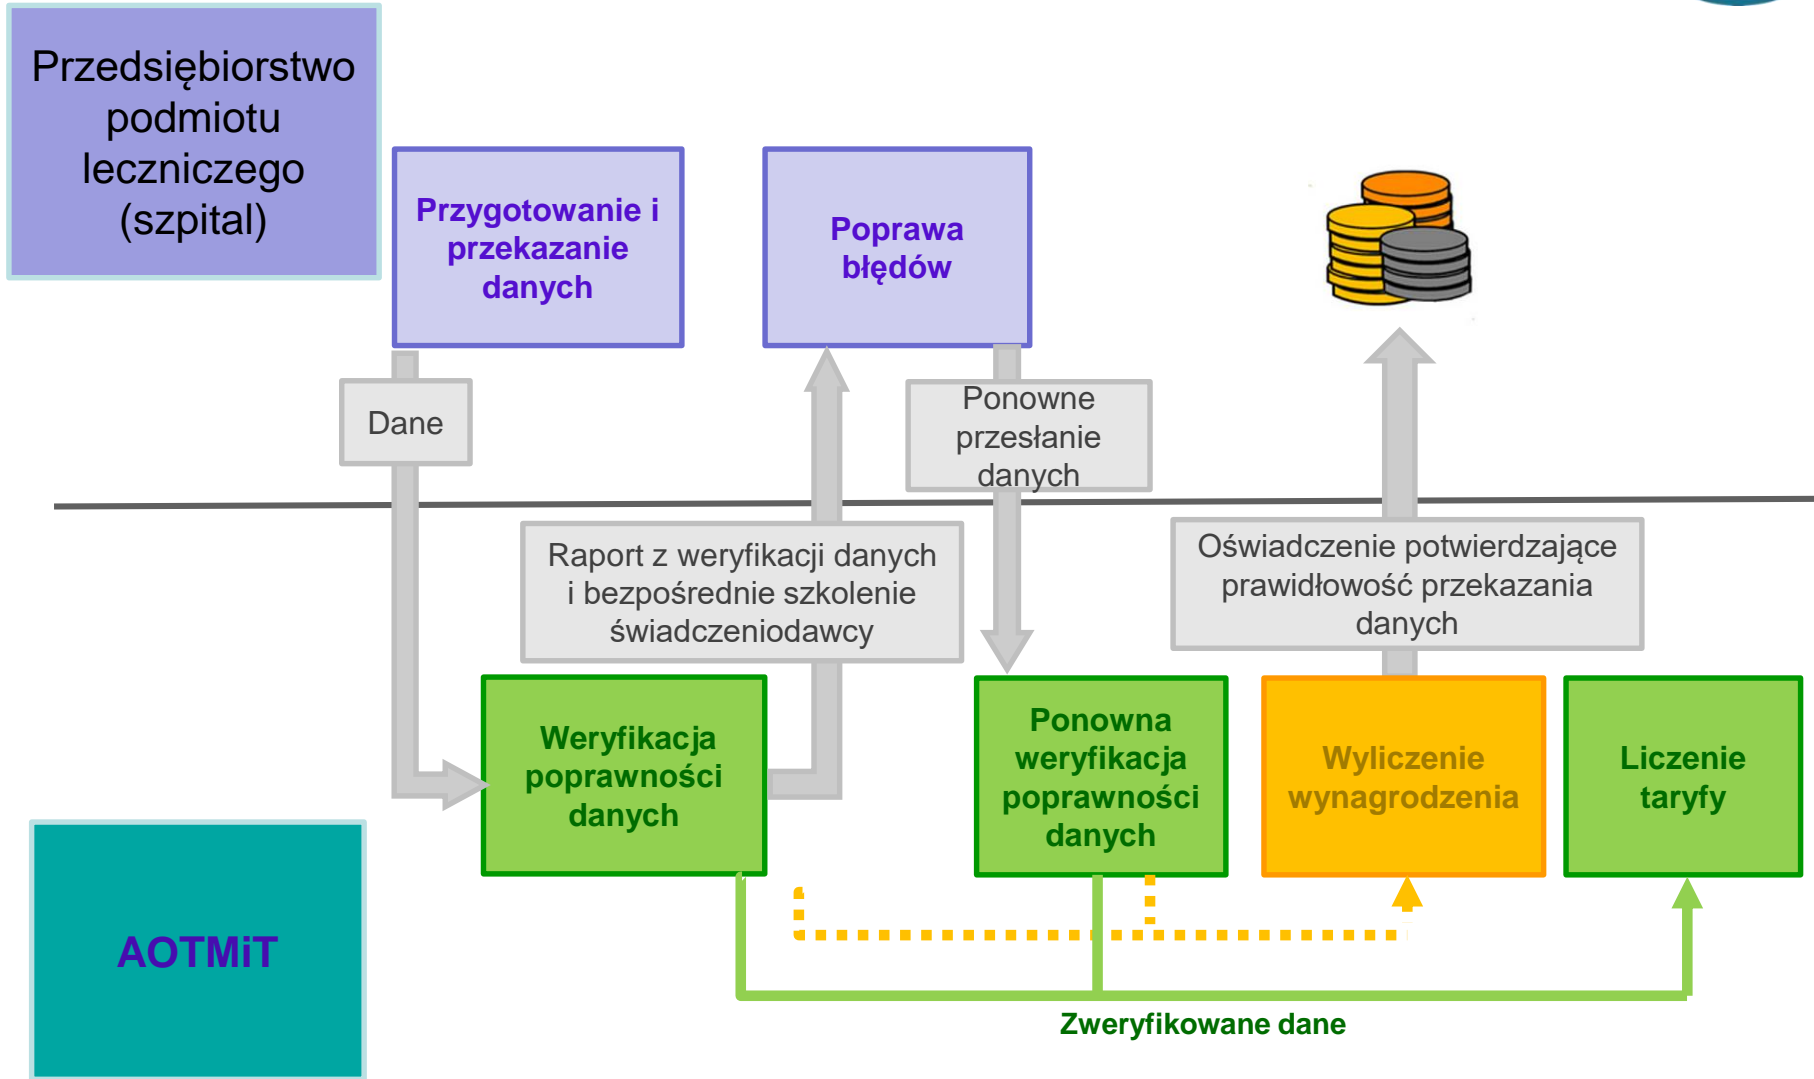 Przedsiębiorstwo
podmiotu
leczniczego
(szpital)
Przygotowanie i
przekazanie
danych
Poprawa
błędów
Dane
Ponowne
przesłanie
danych
Raport z weryfikacji danych
i bezpośrednie szkolenie
świadczeniodawcy
Oświadczenie potwierdzające
prawidłowość przekazania
danych
Weryfikacja
poprawności
danych
Ponowna
weryfikacja
poprawności
danych
Wyliczenie
wynagrodzenia
Liczenie
taryfy
AOTMiT
Zweryfikowane dane